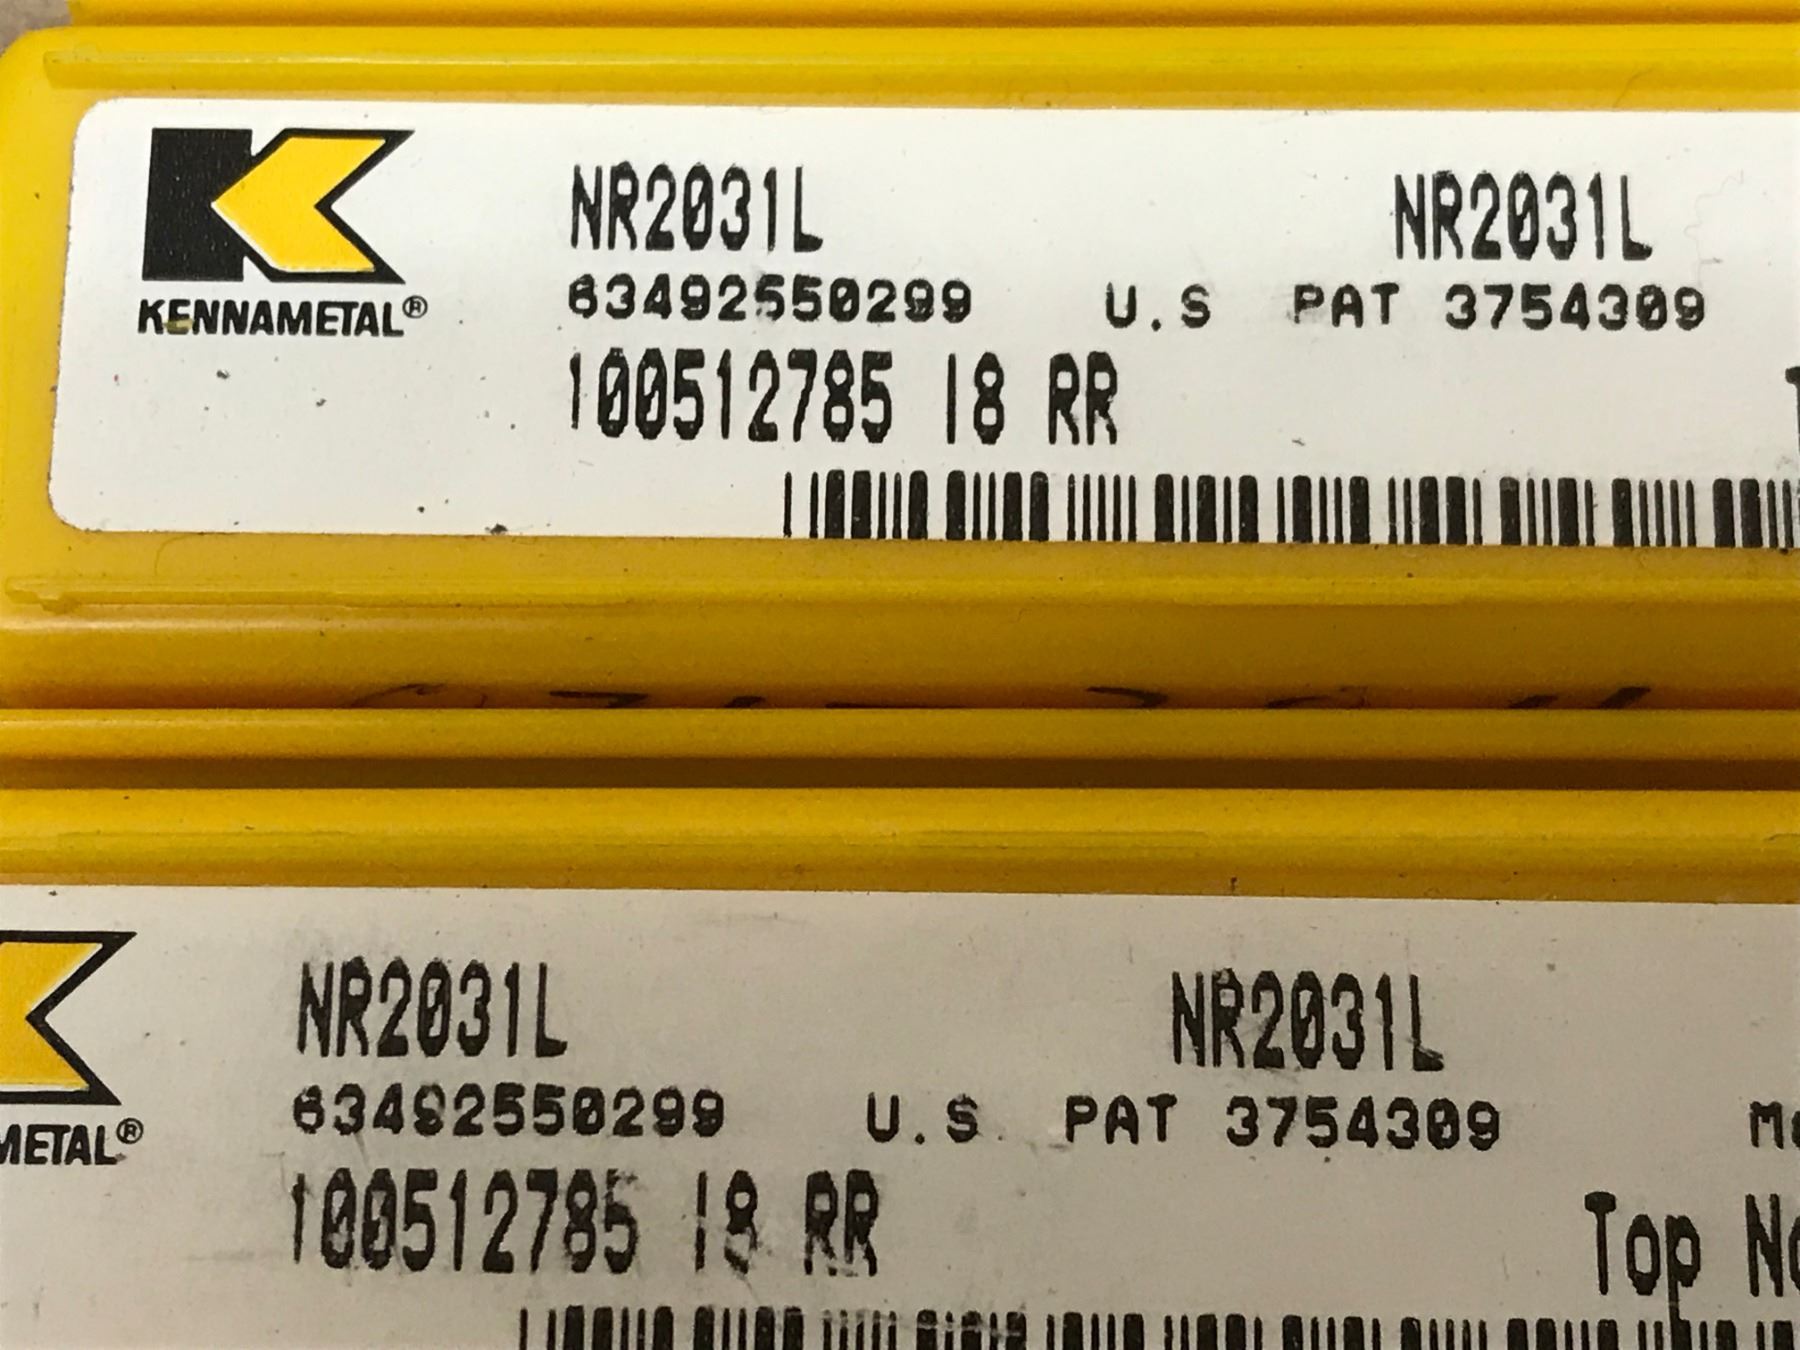 KENNAMETAL®
NR2031L NR2031L
63492550299 U.S PAT 3754309
100512785 18 RR
METAL®
NR2031L NR2031L
63492550299 U.S. PAT 3754309
100512785 18 RR
Top